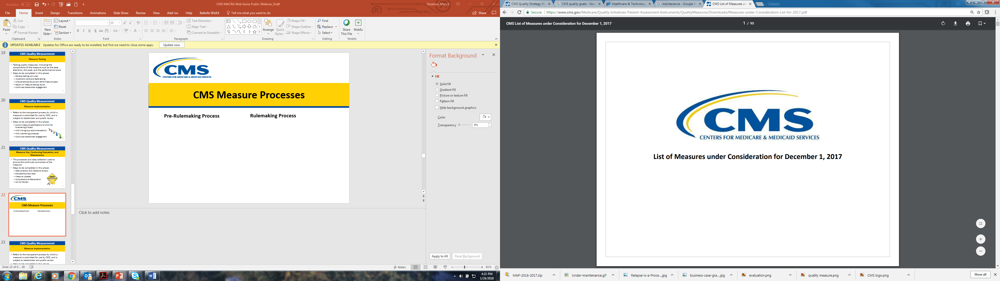 AutoSave Off
CMS MACRA Web Series Public Webinar_Draft
Sheehan, Mary E
File Home Insert Design Transitions Animations Slide Show Review View Add-ins Help Battelle WizKit Tell me what you want to do
Share
Paste
Cut
Copy
Format Painter
Clipboard
New Slide
Layout
Reset
Section
Slides
20
B I U S abc AV Aa A
Font
Text Direction
Align Text
Convert to SmartArt
Paragraph
Arrange
Quick Styles
Shape Fill
Shape Outline
Shape Effects
Drawing
Find
Replace
Select
Editing
Share This File
WebEx
WebEx
UPDATES AVAILABLE Updates for Office are ready to be installed, but first we need to close some apps. Update now
19
CMS Quality Measurement
Measure Testing
• Testing quality measures, including the
components of the measure such as the data
elements, the scale, and the performance score
• Steps to be completed in this phase:
– Develop testing work plan
– Implement Alpha and Beta testing
– Analyze testing results and refine measure specs
– Report on measure testing results
– Continued stakeholder engagement
20
CMS Quality Measurement
Measure Implementation
• Refers to the transparent process by which a
measure is submitted for use by CMS, and is
subject to stakeholder and public review
• Steps to be completed in this phase:
– Submit measure specifications to CMS Pre-
Rulemaking Process
– MAP Workgroup recommendations
– CMS rulemaking processes
– Continued stakeholder engagement
21
CMS Quality Measurement
Measure Use, Continuing Evaluation, and
Maintenance
• The processes and data collection used to
ensure the continued soundness of the
measure
• Steps to be completed in this phase:
– Data collection and literature reviews
– Evaluate Business Case
– Measure Updates
– Comprehensive Reevaluation
– Ad Hoc Review
UNDER
22
CMS
CMS Measure Processes
Pre-Rulemaking Process Rulemaking Process
23
CMS Quality Measurement
Measure Implementation
• Refers to the transparent process by which a
measure is submitted for use by CMS, and is
subject to stakeholder and public review
CMS
CENTERS FOR MEDICARE & MEDICAID SERVICES
CMS Measure Processes
Pre-Rulemaking Process Rulemaking Process
Click to add notes
Format Background
Fill
Solid fill
Gradient fill
Picture or texture fill
Pattern fill
Hide background graphics
Color
Transparency 0%
Apply to All Reset Background
Slide 22 of 0 .. 29
Notes
81%
4:21 PM
1/24/2018
CMS Quality Strategy Go
CMS quality goals - Goo
Healthcare & Technolog
maintenance - Google S
CMS List of Measures un
Secure https://www.cms.gov/Medicare/Quality-Initiatives-Patient-Assessment-Instruments/QualityMeasures/Downloads/Measures-under-Consideration-List-for-2017.pdf
CMS List of Measures under Consideration for December 1, 2017
1 / 95
CMS
CENTERS FOR MEDICARE & MEDICAID SERVICES
List of Measures under Consideration for December 1, 2017
MAP-2016-2017.zip
Under-maintenance.gif
Relapse-is-a-Proce....jpg
business-case-gra....jpg
evaluation.png
quality measure.png
CMS logo.png
Show all